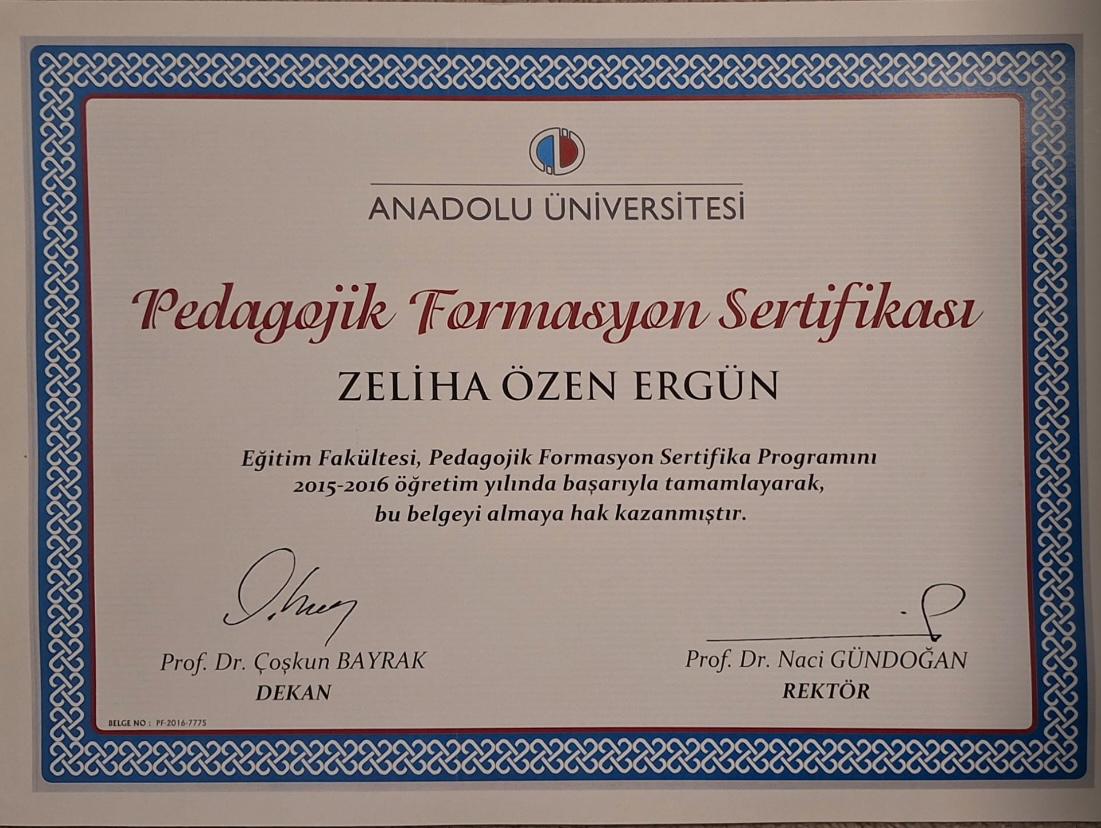 ANADOLU ÜNİVERSİTESİ
Pedagojik Formasyon Sertifikası
ZELİHA ÖZEN ERGÜN
Eğitim Fakültesi, Pedagojik Formasyon Sertifika Programını
2015-2016 öğretim yılında başarıyla tamamlayarak,
bu belgeyi almaya hak kazanmıştır.
Prof. Dr. Çoşkun BAYRAK
DEKAN
Prof. Dr. Naci GÜNDOĞAN
REKTÖR
BELGE NO : PF-2016-7775